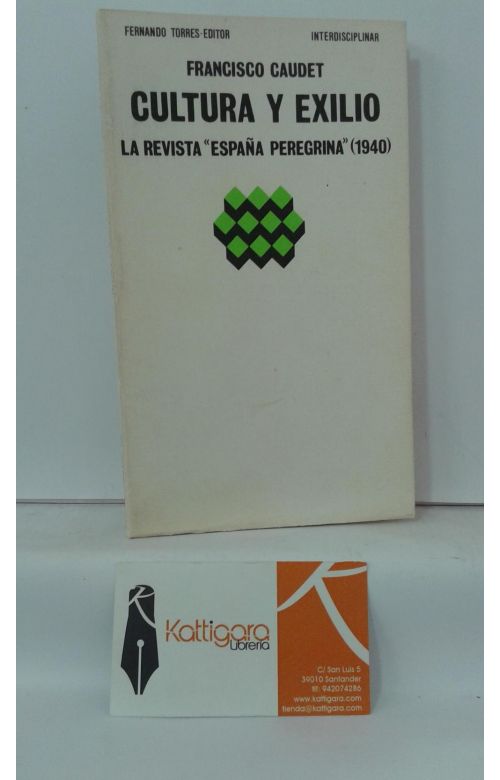 FERNANDO TORRES-EDITOR INTERDISCIPLINAR
FRANCISCO CAUDET
CULTURA Y EXILIO
LA REVISTA "ESPAÑA PEREGRINA" (1940)
Kattigara
Librería
C/ San Luis 5
39010 Santander
tlf: 942074286
www.kattigara.com
tienda@kattigara.com